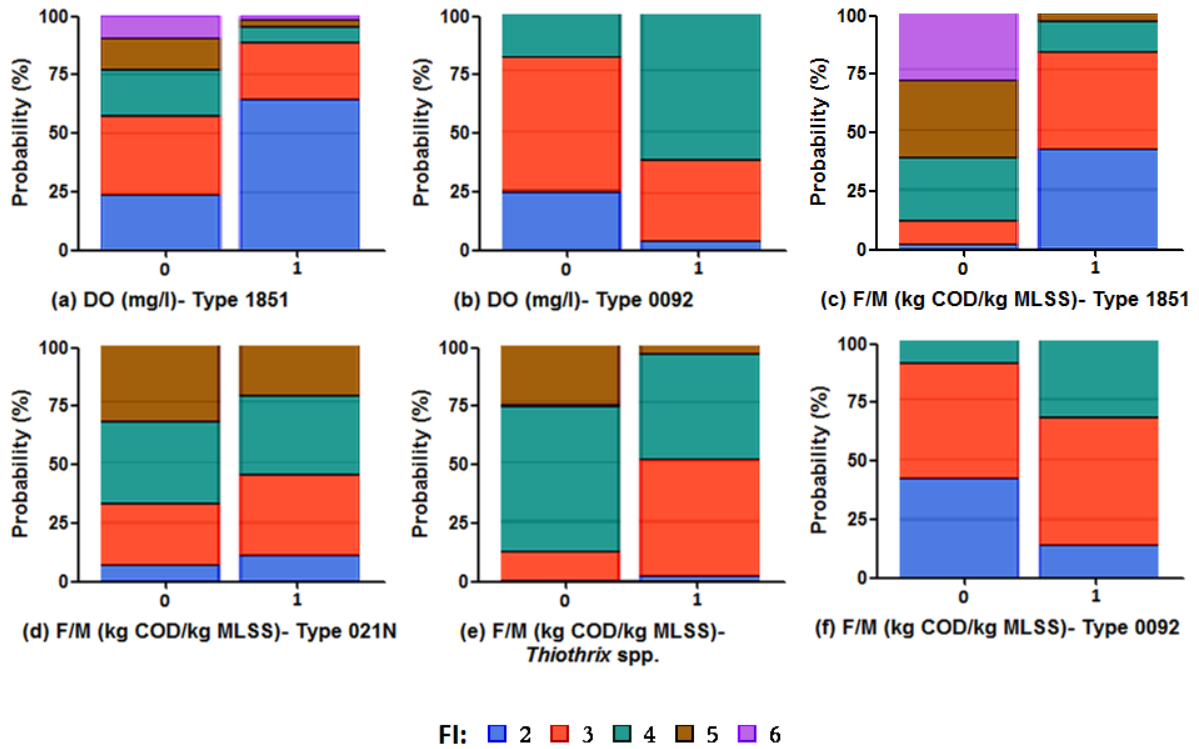 Probability (%)
100
75
50
25
0
0 1
(a) DO (mg/l)- Type 1851
Probability (%)
100
75
50
25
0
0 1
(b) DO (mg/l)- Type 0092
Probability (%)
100
75
50
25
0
0 1
(c) F/M (kg COD/kg MLSS)- Type 1851
Probability (%)
100
75
50
25
0
0 1
(d) F/M (kg COD/kg MLSS)- Type 021N
Probability (%)
100
75
50
25
0
0 1
(e) F/M (kg COD/kg MLSS)-
Thiothrix spp.
Probability (%)
100
75
50
25
0
0 1
(f) F/M (kg COD/kg MLSS)- Type 0092
FI: 2 3 4 5 6